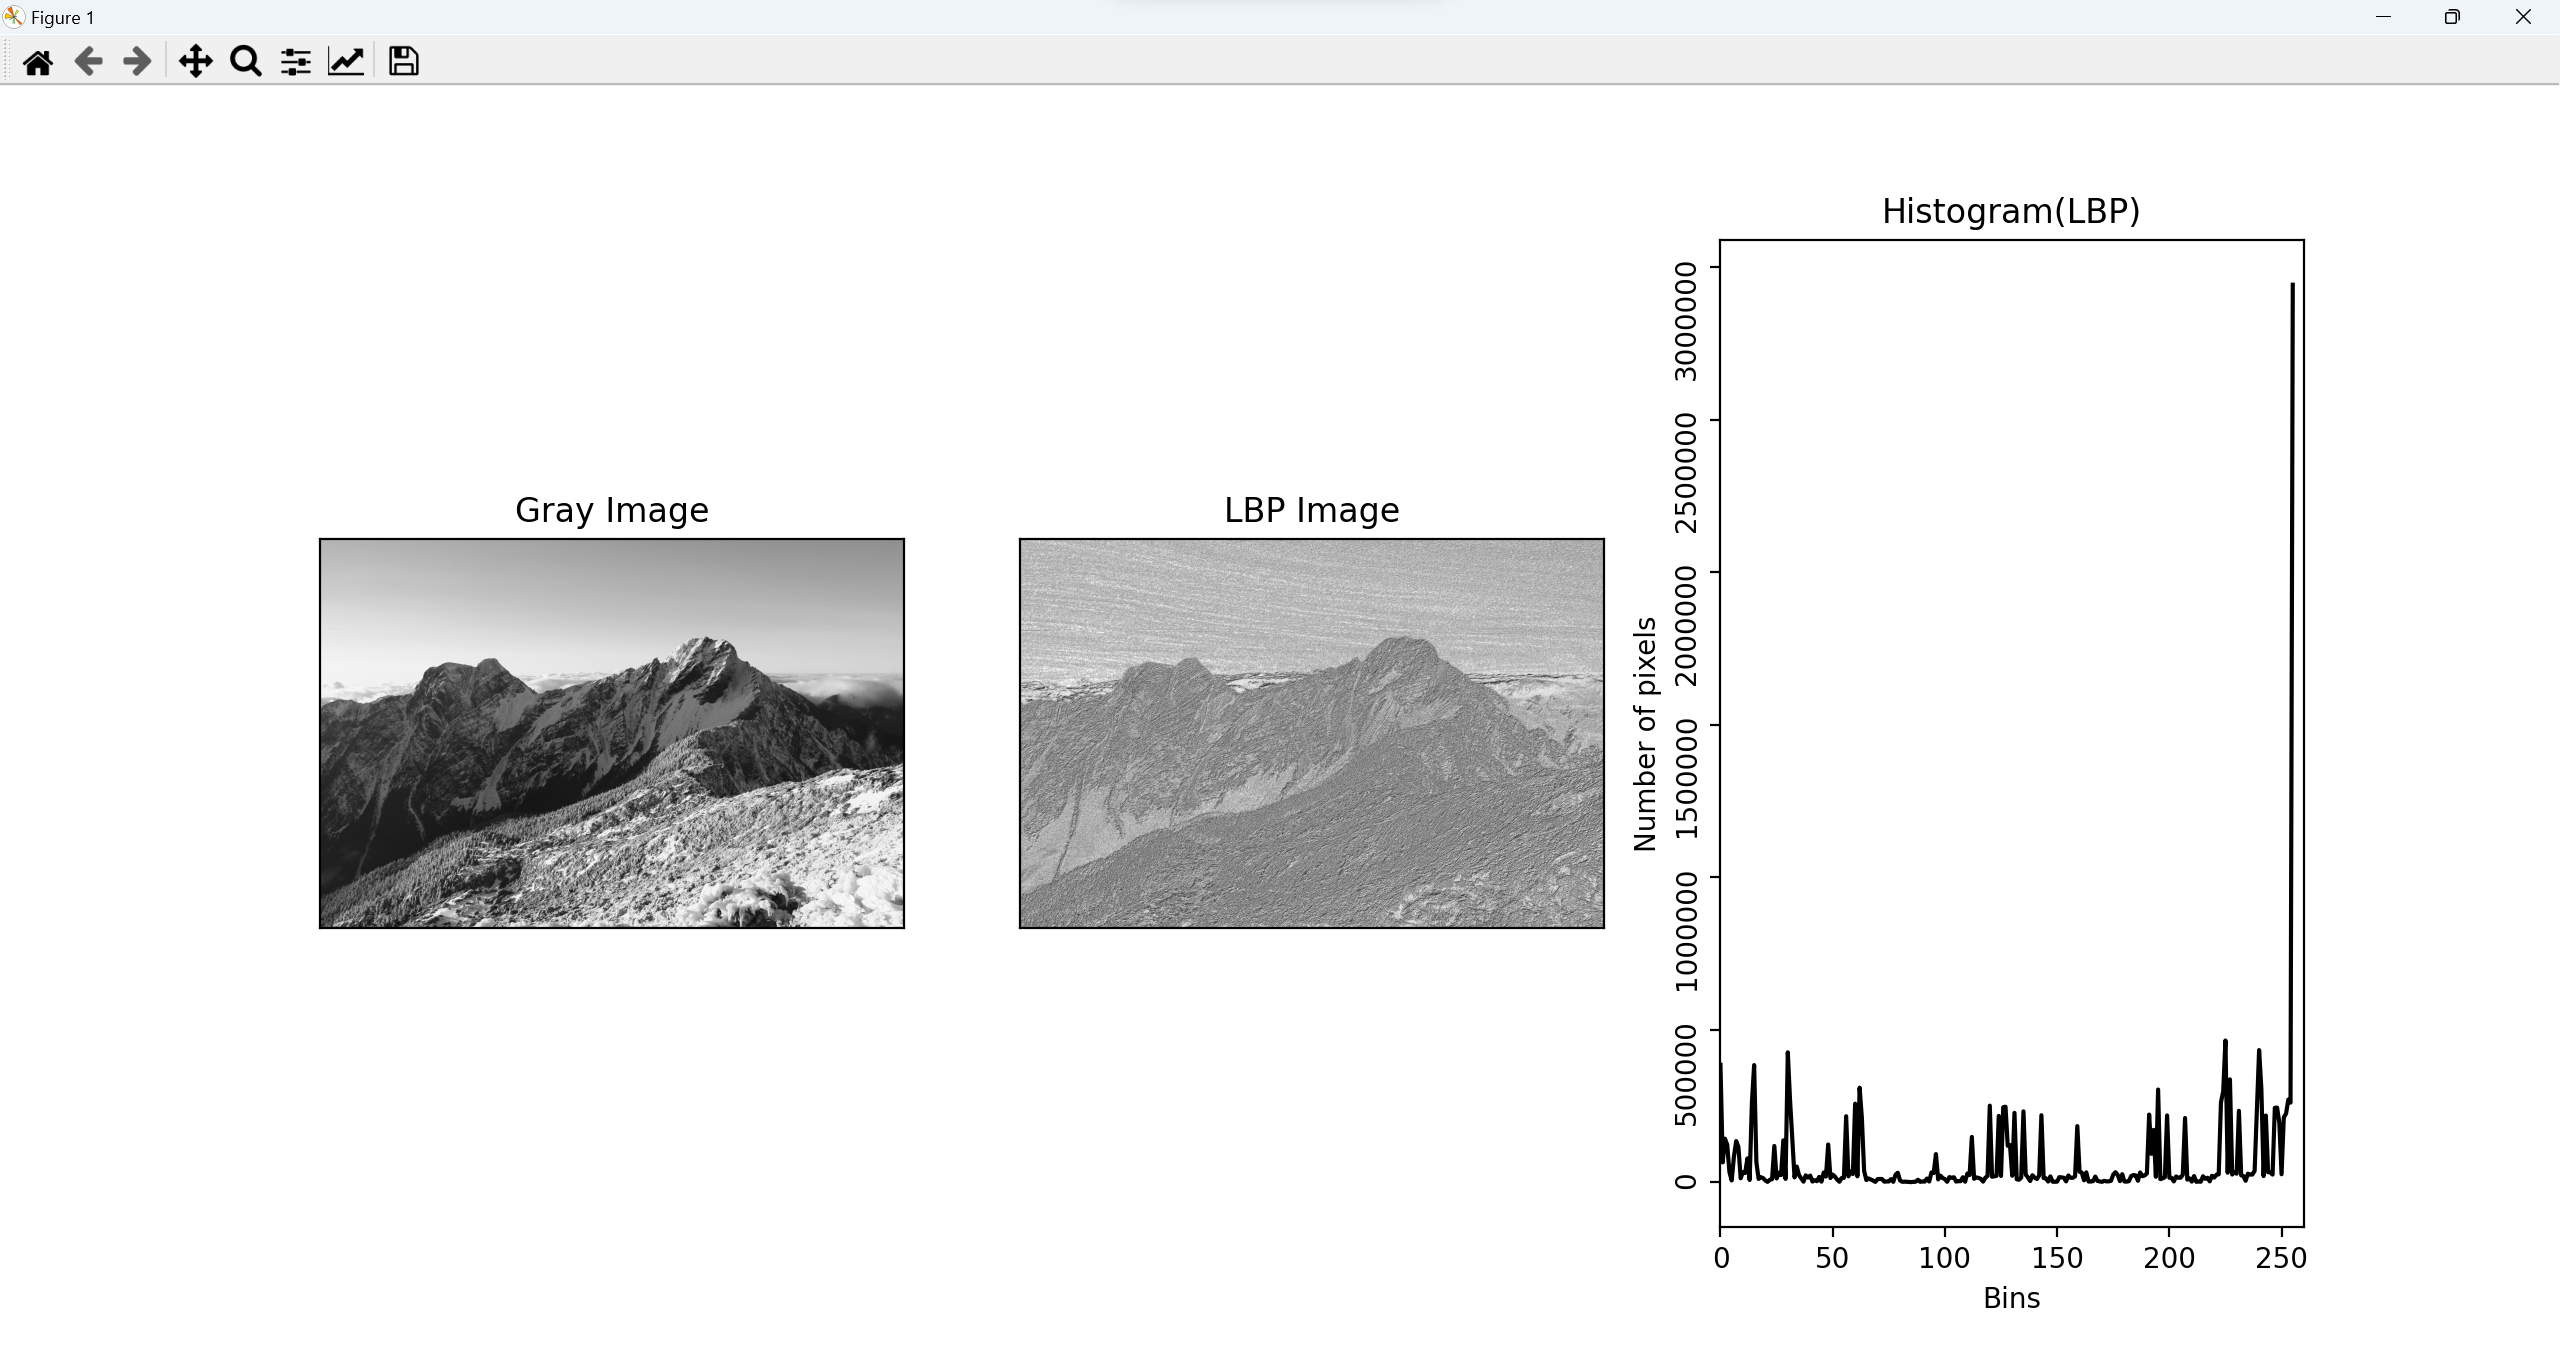 Figure 1
Gray Image
LBP Image
Histogram(LBP)
Number of pixels
3000000
2500000
2000000
1500000
1000000
500000
0
0 50 100 150 200 250
Bins